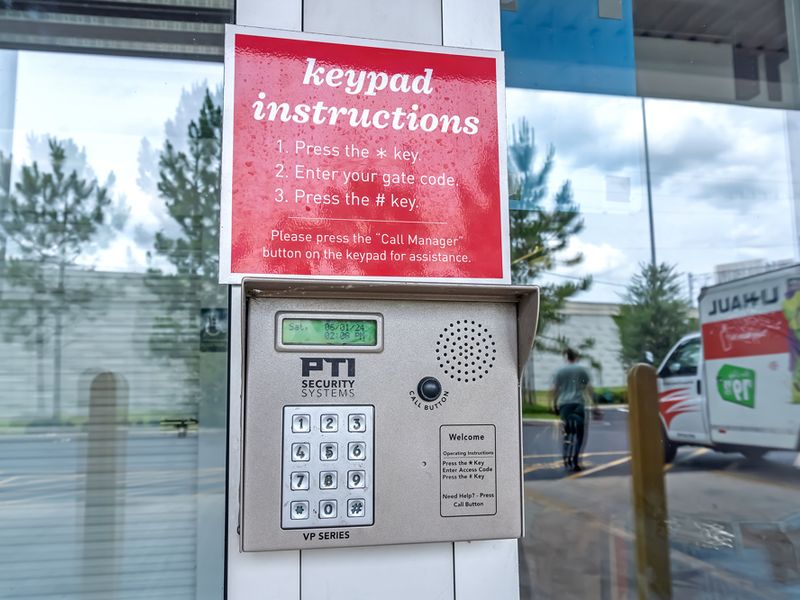 keypad
instructions
1. Press the * key.
2. Enter your gate code.
3. Press the # key.
Please press the "Call Manager"
button on the keypad for assistance.
Sat. 06/01/24
02:06 PM
PTI
SECURITY
SYSTEMS
CALL BUTTON
1 2 3
4 5 6
7 8 9
* 0 #
VP SERIES
Welcome
Operating Instructions
Press the ★ Key
Enter Access Code
Press the # Key
Need Help? - Press
Call Button
U-HAUL